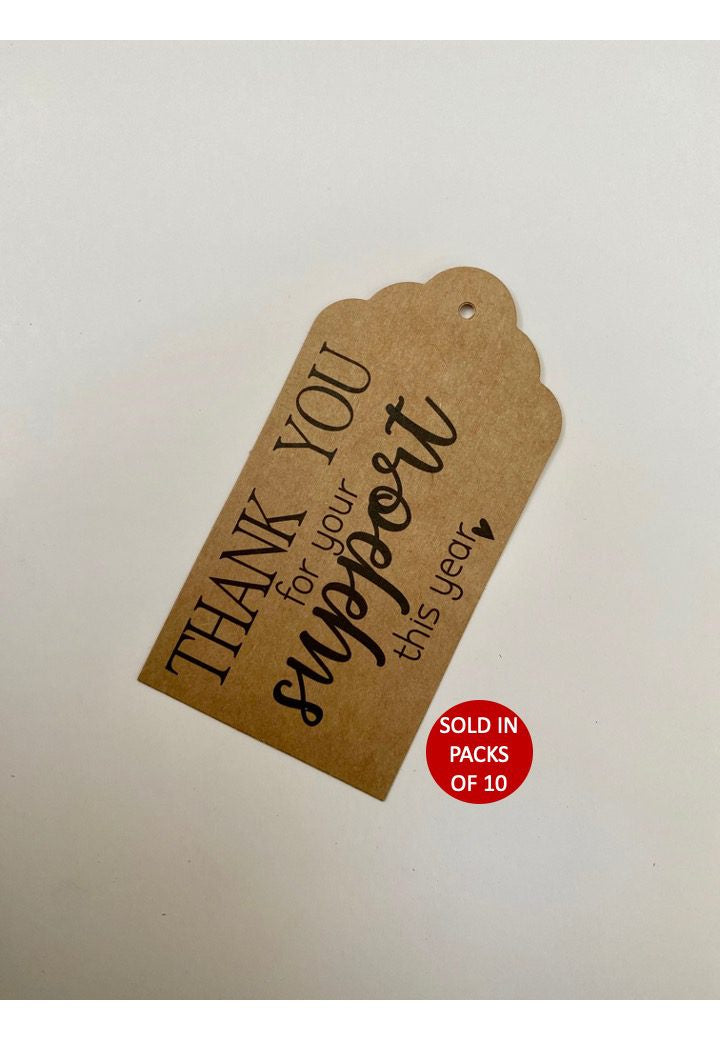 THANK YOU
for your
support
this year
SOLD IN
PACKS
OF 10